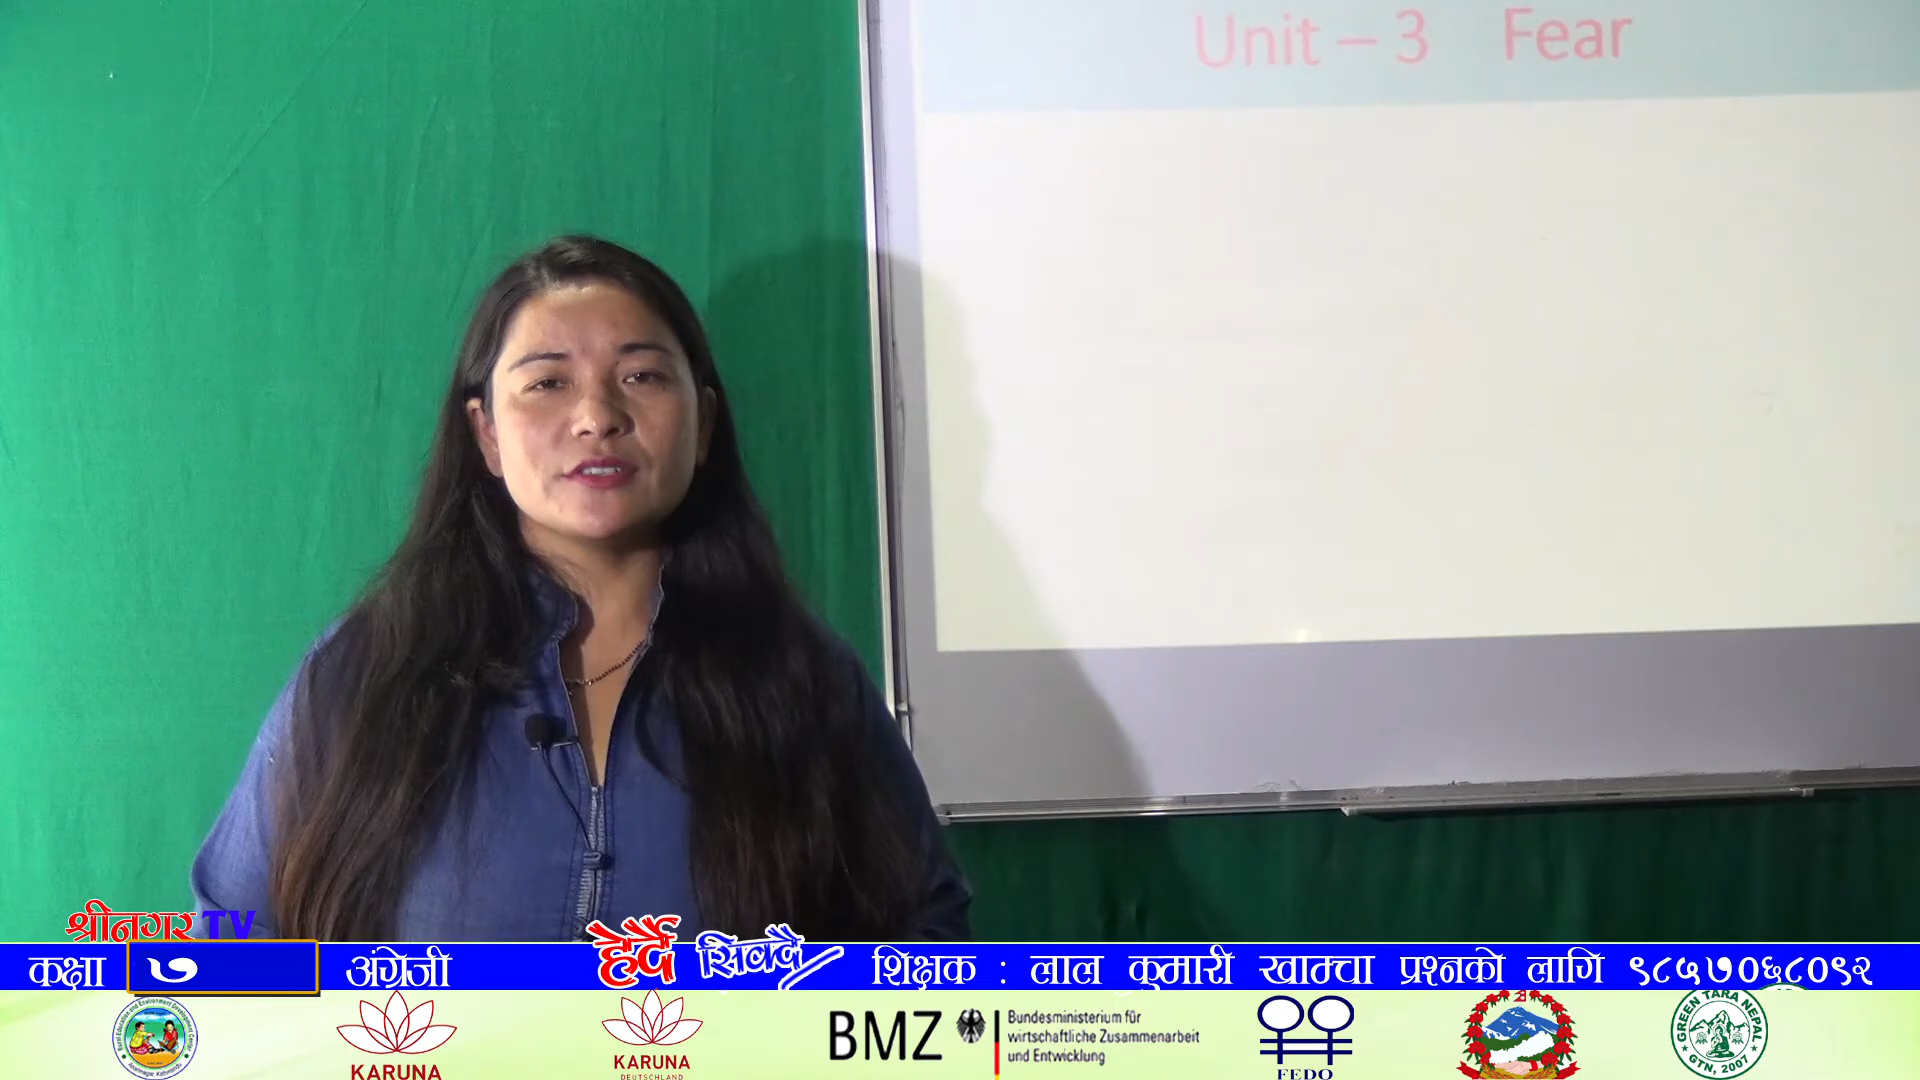 Unit – 3 Fear
श्रीनगर TV
कक्षा ७ अंग्रेजी हेर्दै सिक्दै शिक्षक : लाल कुमारी खाम्चा प्रश्नको लागि ९८५७०६८०९२
KARUNA
KARUNA
DEUTSCHLAND
BMZ
Bundesministerium für
wirtschaftliche Zusammenarbeit
und Entwicklung
FEDO
GREEN TARA NEPAL
GTN, 2007